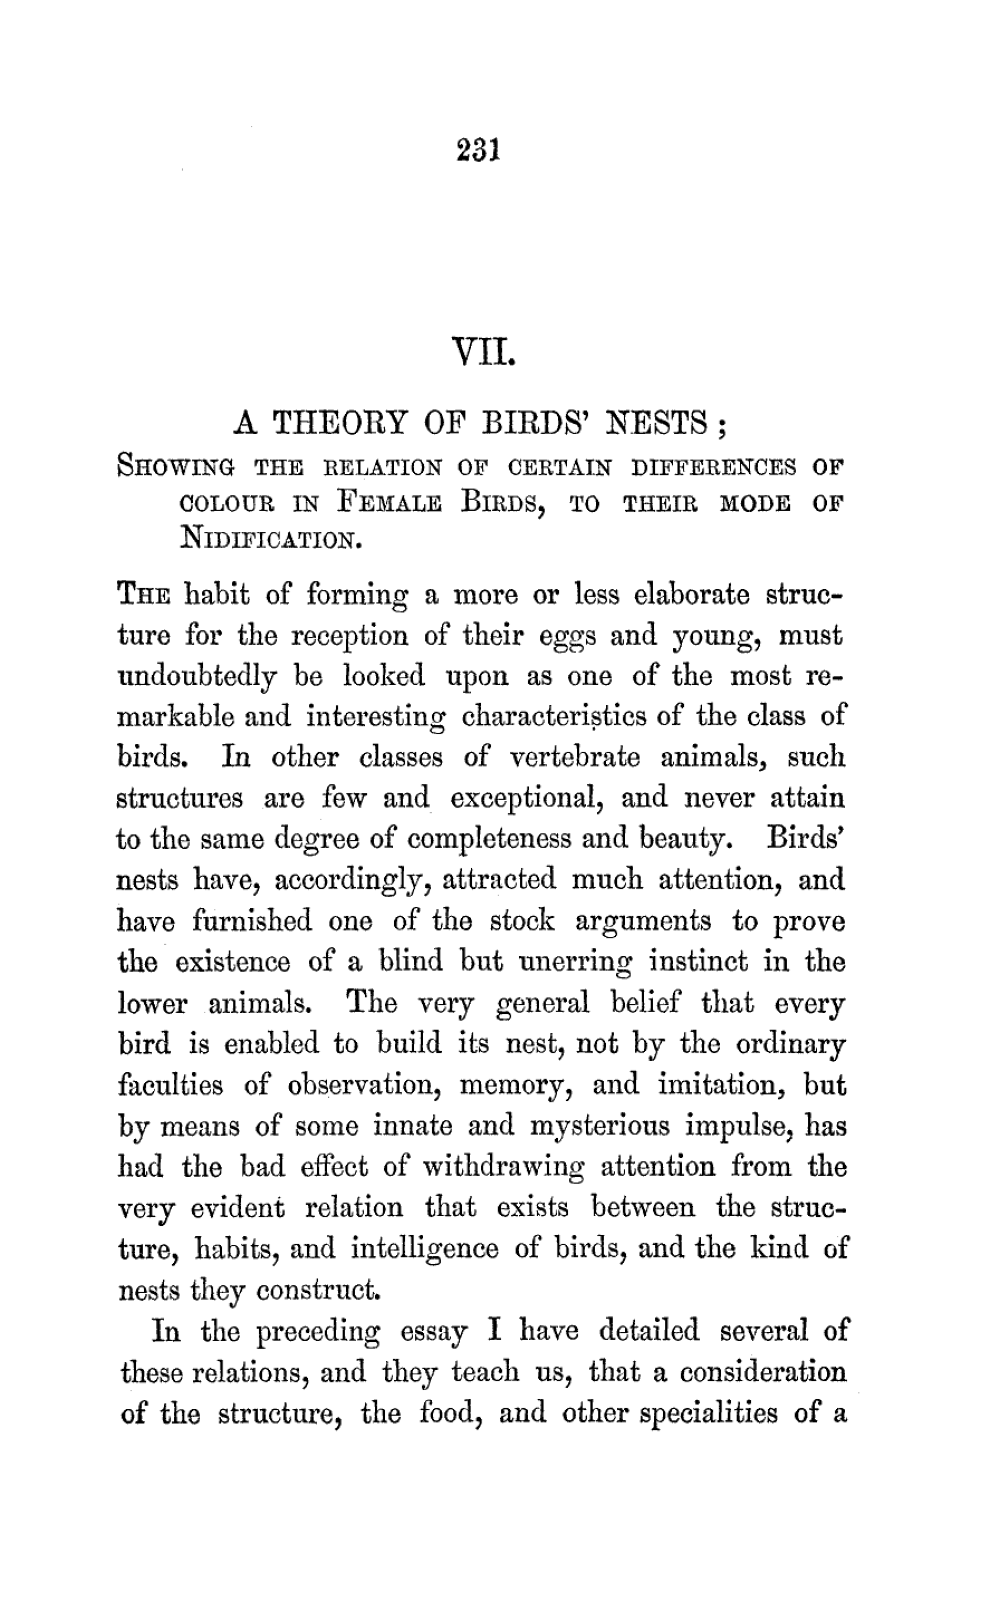 231
VII.
A THEORY OF BIRDS' NESTS;
SHOWING THE RELATION OF CERTAIN DIFFERENCES OF
COLOUR IN FEMALE BIRDS, TO THEIR MODE OF
NIDIFICATION.
THE habit of forming a more or less elaborate struc-
ture for the reception of their eggs and young, must
undoubtedly be looked upon as one of the most re-
markable and interesting characteristics of the class of
birds. In other classes of vertebrate animals, such
structures are few and exceptional, and never attain
to the same degree of completeness and beauty. Birds'
nests have, accordingly, attracted much attention, and
have furnished one of the stock arguments to prove
the existence of a blind but unerring instinct in the
lower animals. The very general belief that every
bird is enabled to build its nest, not by the ordinary
faculties of observation, memory, and imitation, but
by means of some innate and mysterious impulse, has
had the bad effect of withdrawing attention from the
very evident relation that exists between the struc-
ture, habits, and intelligence of birds, and the kind of
nests they construct.
In the preceding essay I have detailed several of
these relations, and they teach us, that a consideration
of the structure, the food, and other specialities of a